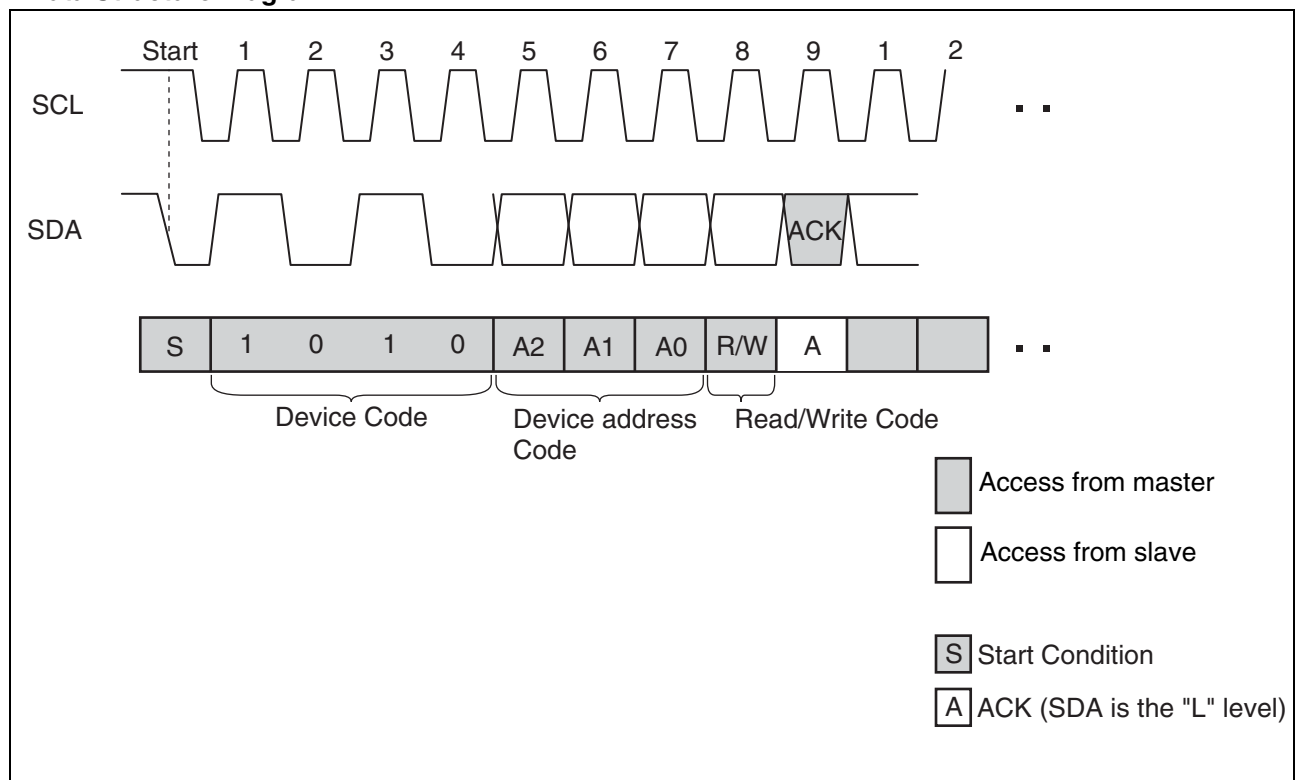 Start 1 2 3 4 5 6 7 8 9 1 2
SCL
SDA
ACK
S 1 0 1 0 A2 A1 A0 R/W A
Device Code
Device address
Code
Read/Write Code
Access from master
Access from slave
S Start Condition
A ACK (SDA is the "L" level)